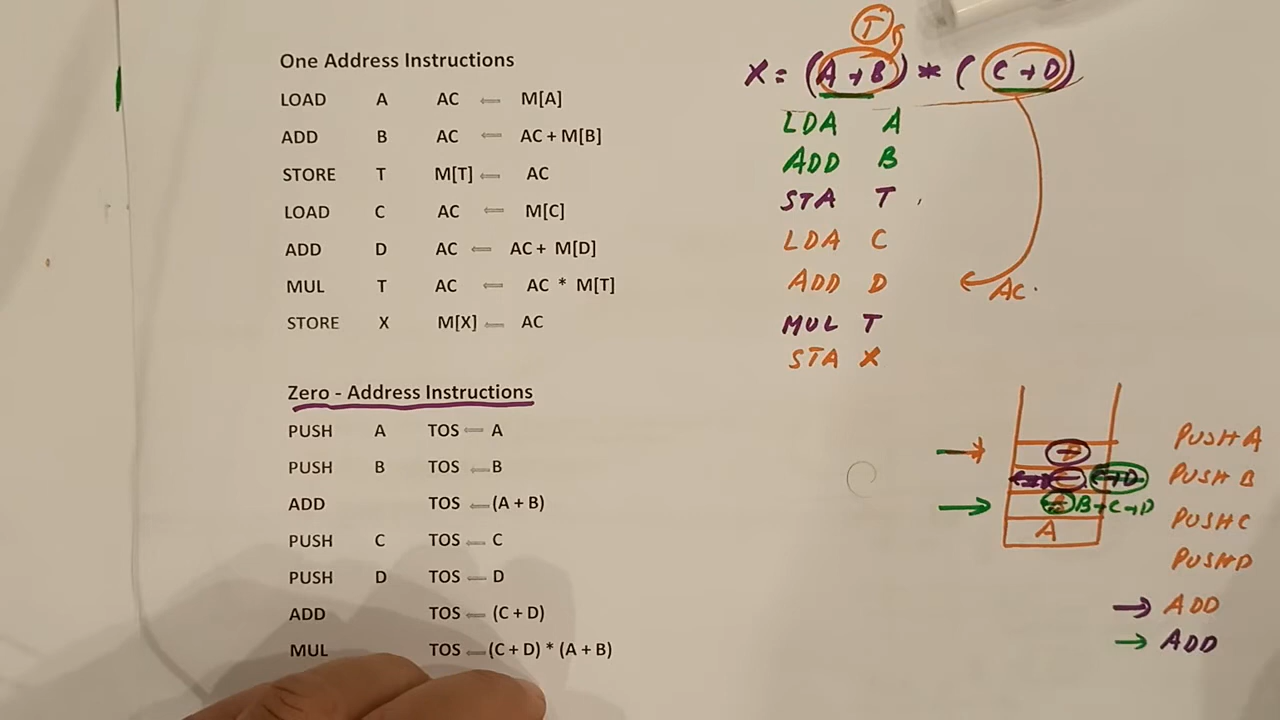 One Address Instructions
LOAD A AC ⇐ M[A]
ADD B AC ⇐ AC + M[B]
STORE T M[T] ⇐ AC
LOAD C AC ⇐ M[C]
ADD D AC ⇐ AC + M[D]
MUL T AC ⇐ AC * M[T]
STORE X M[X] ⇐ AC
Zero - Address Instructions
PUSH A TOS ⇐ A
PUSH B TOS ⇐ B
ADD TOS ⇐ (A + B)
PUSH C TOS ⇐ C
PUSH D TOS ⇐ D
ADD TOS ⇐ (C + D)
MUL TOS ⇐ (C + D) * (A + B)
T
X = (A + B) * (C + D)
LDA A
ADD B
STA T
LDA C
ADD D
AC.
MUL T
STA X
C+D
B+C+D
A
PUSH A
PUSH B
PUSH C
PUSH D
→ ADD
→ ADD